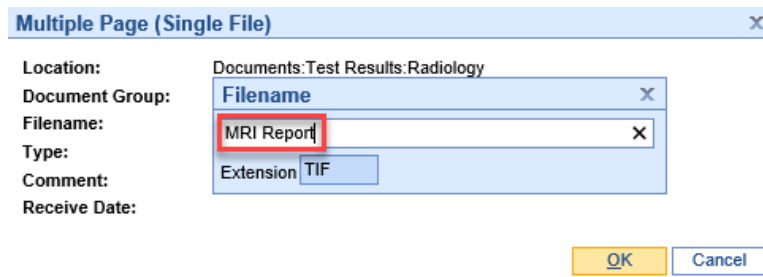 Multiple Page (Single File) X
Location: Documents:Test Results:Radiology
Document Group:
Filename X
Filename:
MRI Report ✕
Type:
Extension TIF
Comment:
Receive Date:
OK Cancel